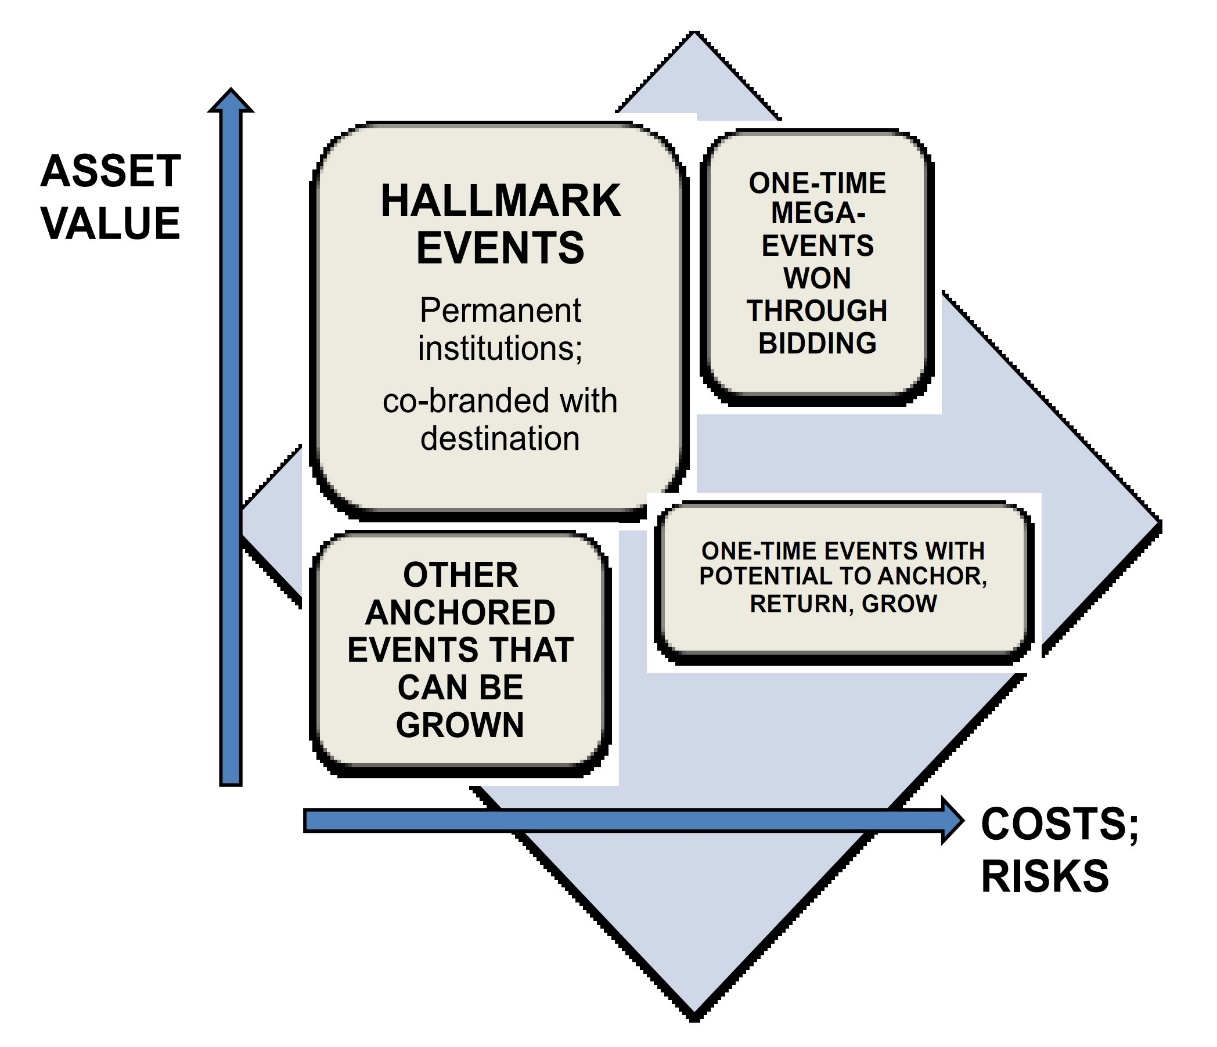 ASSET
VALUE
HALLMARK
EVENTS
Permanent
institutions;
co-branded with
destination
ONE-TIME
MEGA-
EVENTS
WON
THROUGH
BIDDING
OTHER
ANCHORED
EVENTS THAT
CAN BE
GROWN
ONE-TIME EVENTS WITH
POTENTIAL TO ANCHOR,
RETURN, GROW
COSTS;
RISKS